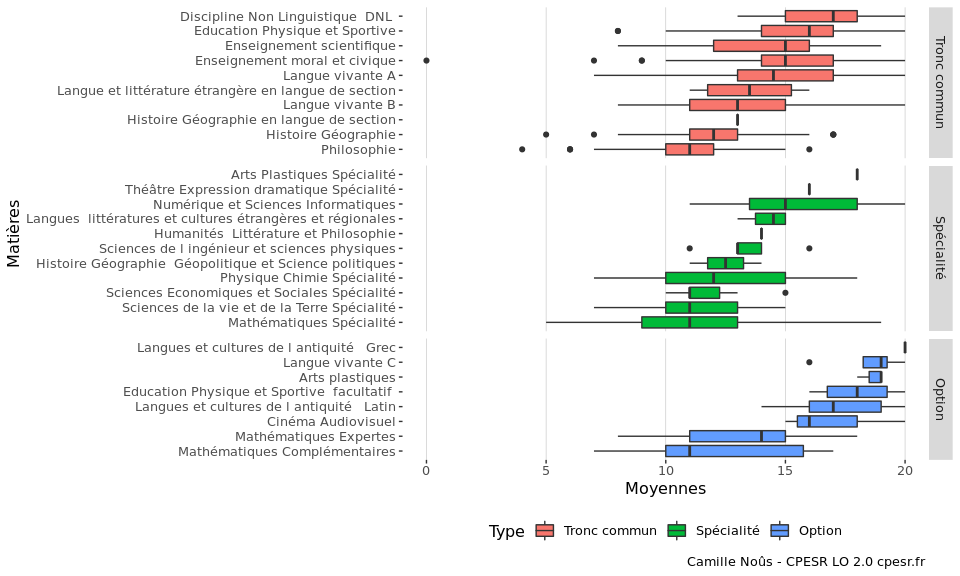 Discipline Non Linguistique  DNL
Education Physique et Sportive
Enseignement scientifique
Enseignement moral et civique
Langue vivante A
Langue et littérature étrangère en langue de section
Langue vivante B
Histoire Géographie en langue de section
Histoire Géographie
Philosophie
Tronc commun
Arts Plastiques Spécialité
Théâtre Expression dramatique Spécialité
Numérique et Sciences Informatiques
Langues  littératures et cultures étrangères et régionales
Humanités  Littérature et Philosophie
Sciences de l ingénieur et sciences physiques
Histoire Géographie  Géopolitique et Science politiques
Physique Chimie Spécialité
Sciences Economiques et Sociales Spécialité
Sciences de la vie et de la Terre Spécialité
Mathématiques Spécialité
Spécialité
Langues et cultures de l antiquité   Grec
Langue vivante C
Arts plastiques
Education Physique et Sportive  facultatif
Langues et cultures de l antiquité   Latin
Cinéma Audiovisuel
Mathématiques Expertes
Mathématiques Complémentaires
Option
Matières
0 5 10 15 20
Moyennes
Type Tronc commun Spécialité Option
Camille Noûs - CPESR LO 2.0 cpesr.fr